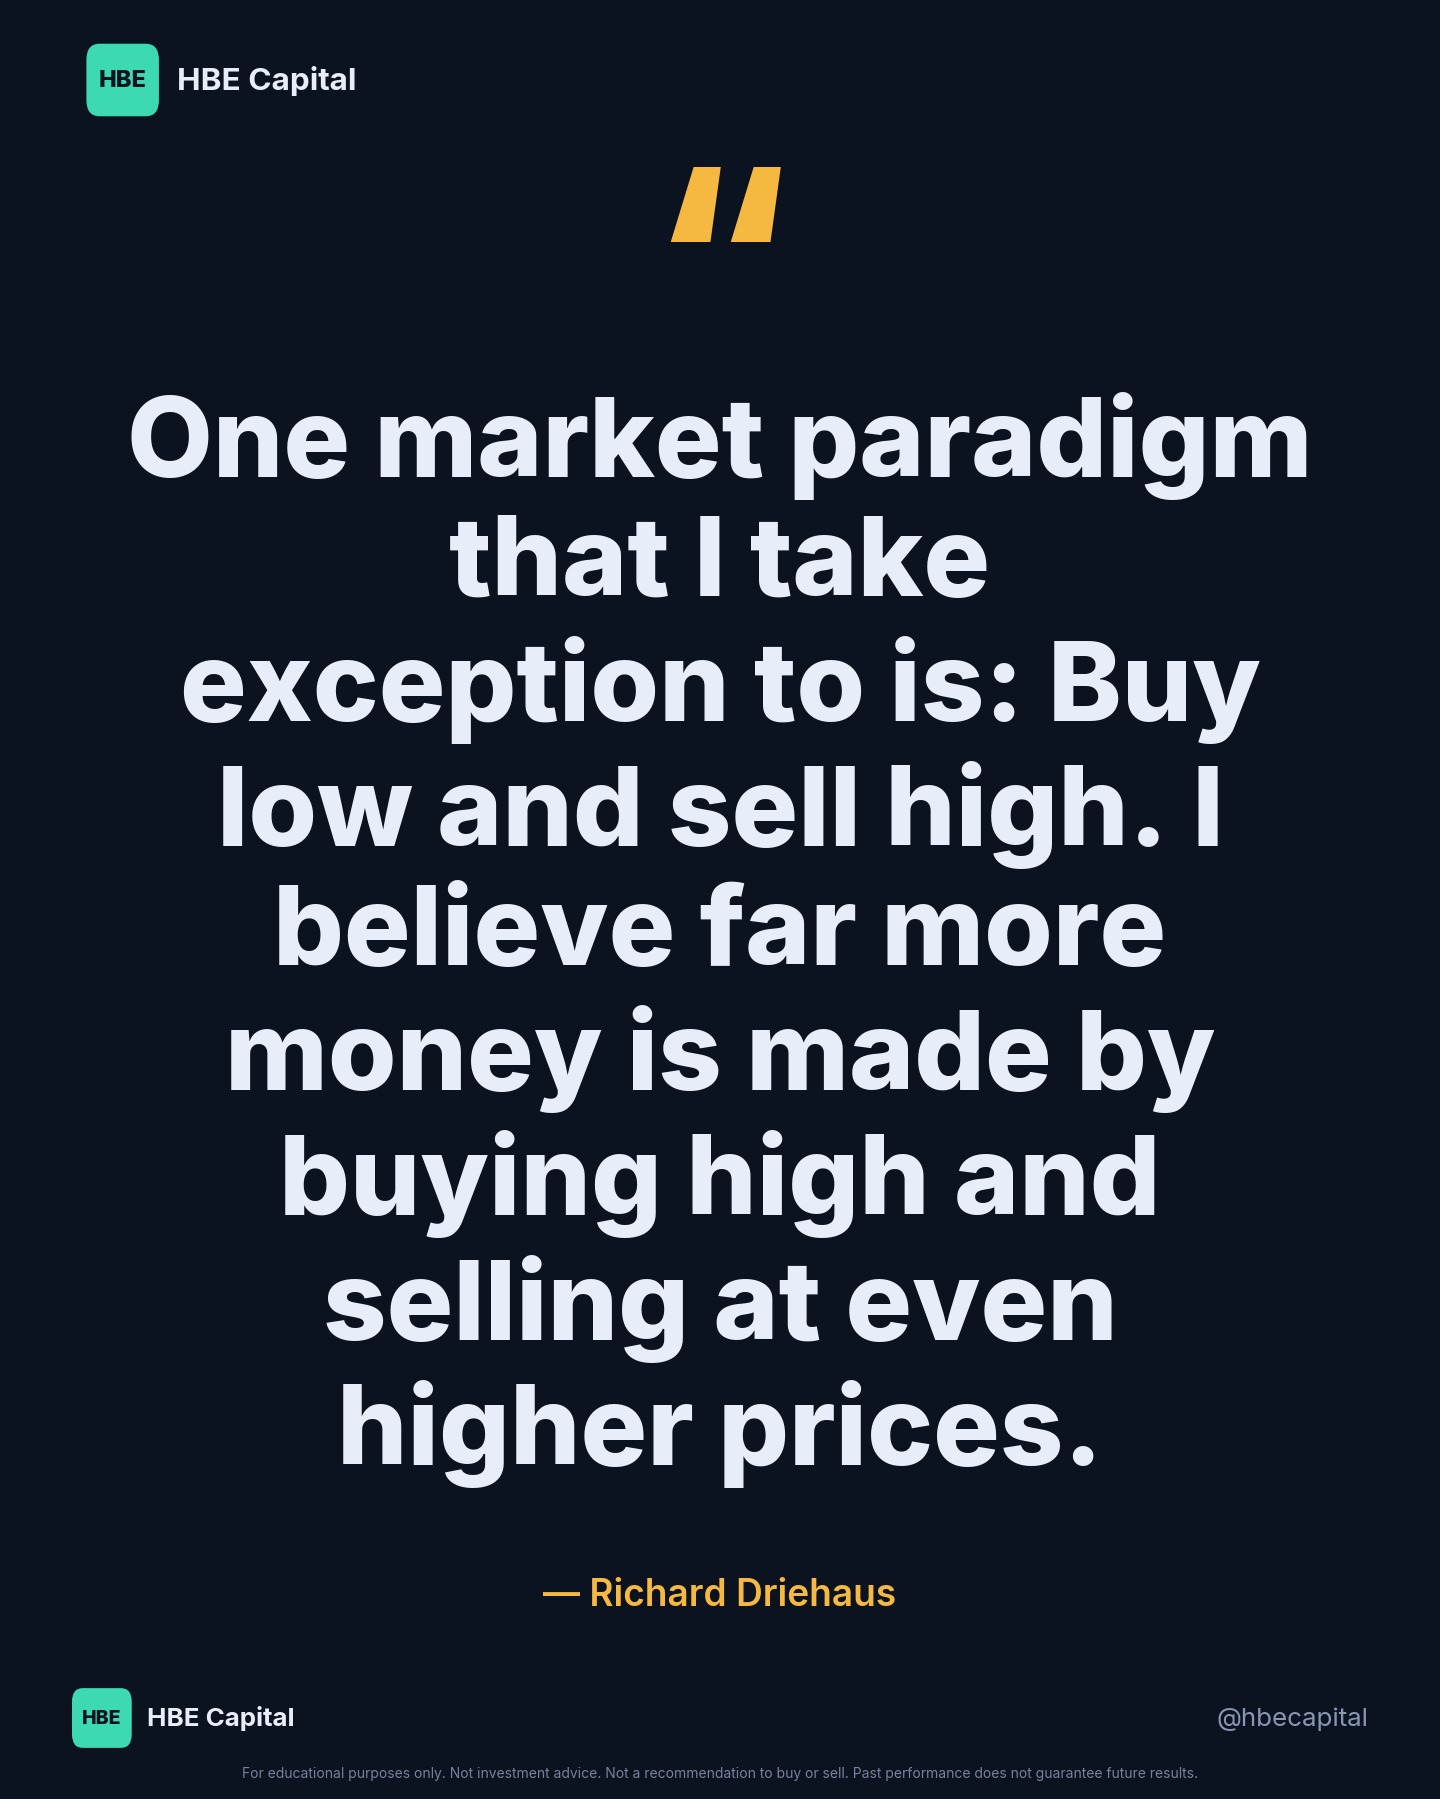 HBE HBE Capital
“
One market paradigm
that I take
exception to is: Buy
low and sell high. I
believe far more
money is made by
buying high and
selling at even
higher prices.
— Richard Driehaus
HBE HBE Capital @hbecapital
For educational purposes only. Not investment advice. Not a recommendation to buy or sell. Past performance does not guarantee future results.